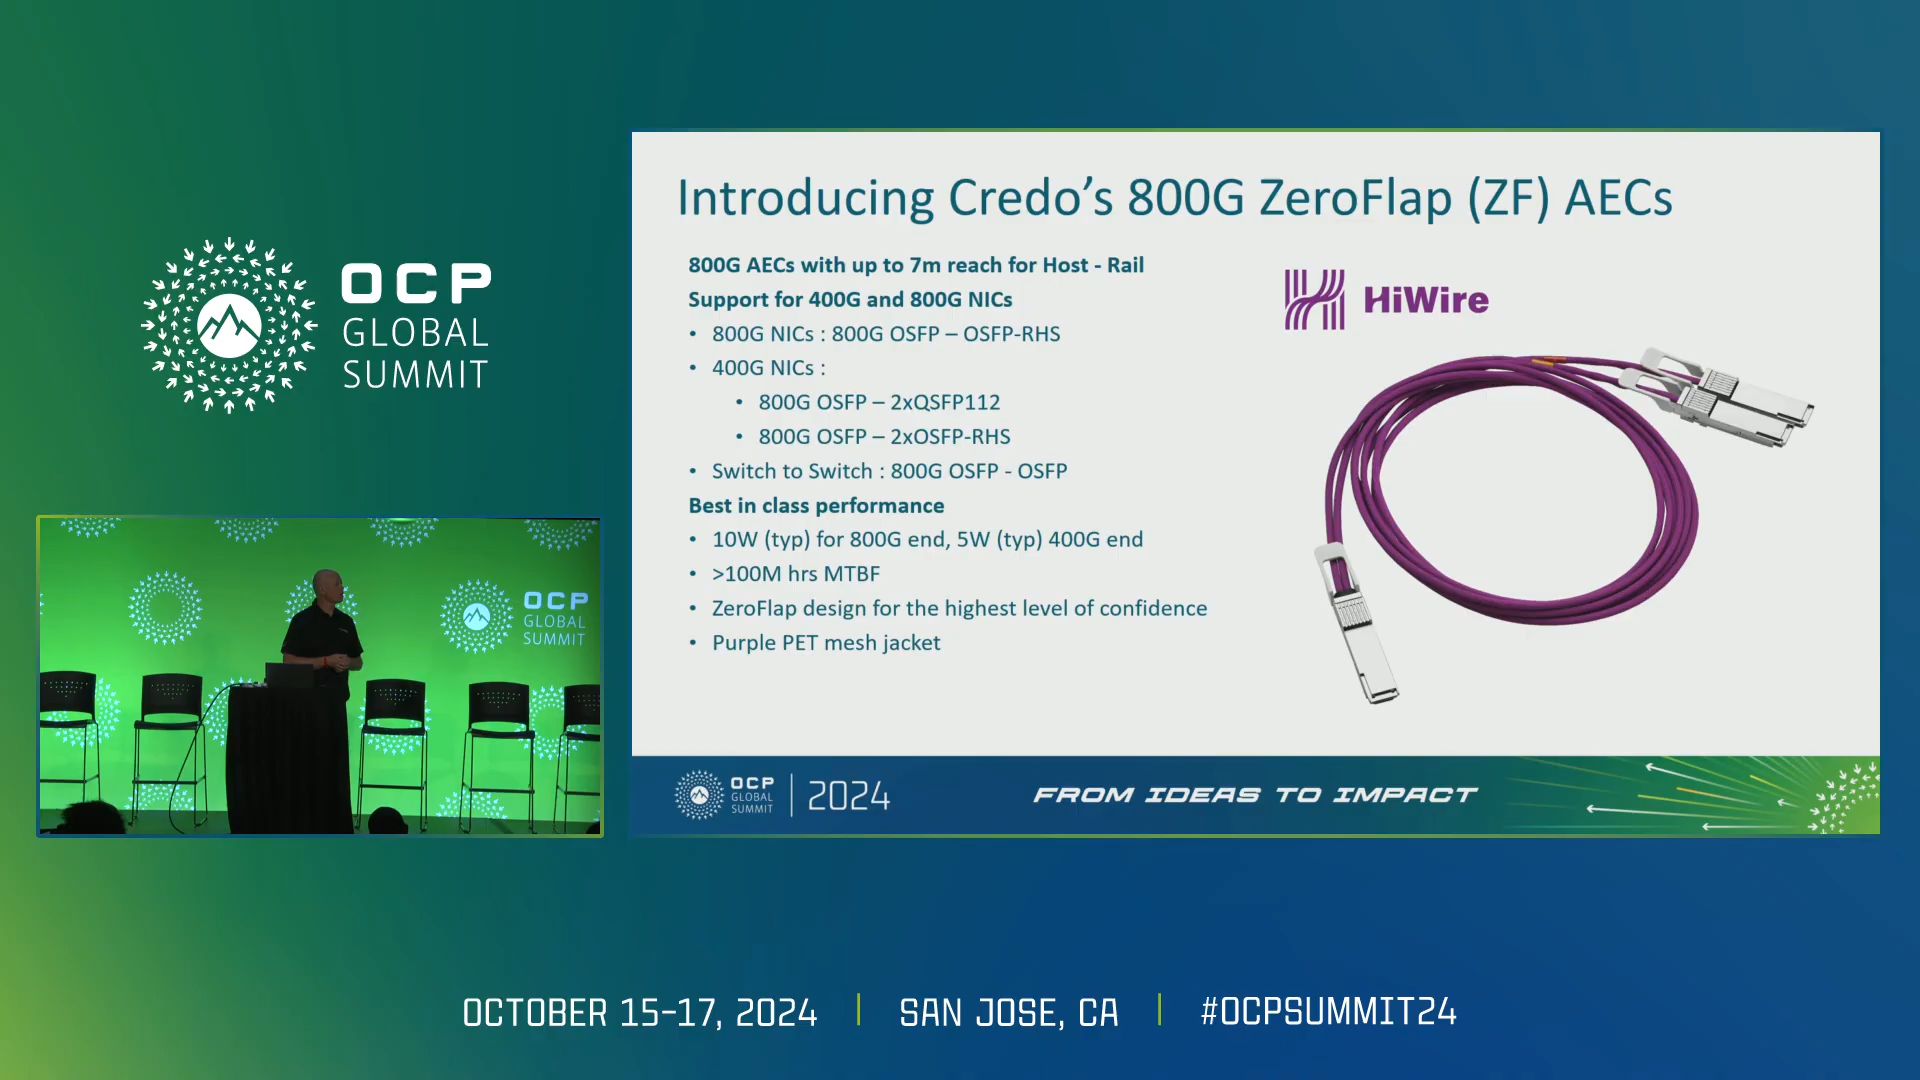 OCP
GLOBAL
SUMMIT
OCP
GLOBAL
SUMMIT
Introducing Credo's 800G ZeroFlap (ZF) AECs
800G AECs with up to 7m reach for Host - Rail
Support for 400G and 800G NICs
• 800G NICs : 800G OSFP – OSFP-RHS
• 400G NICs :
• 800G OSFP – 2xQSFP112
• 800G OSFP – 2xOSFP-RHS
• Switch to Switch : 800G OSFP - OSFP
Best in class performance
• 10W (typ) for 800G end, 5W (typ) 400G end
• >100M hrs MTBF
• ZeroFlap design for the highest level of confidence
• Purple PET mesh jacket
HiWire
OCP
GLOBAL
SUMMIT
2024
FROM IDEAS TO IMPACT
OCTOBER 15-17, 2024 | SAN JOSE, CA | #OCPSUMMIT24